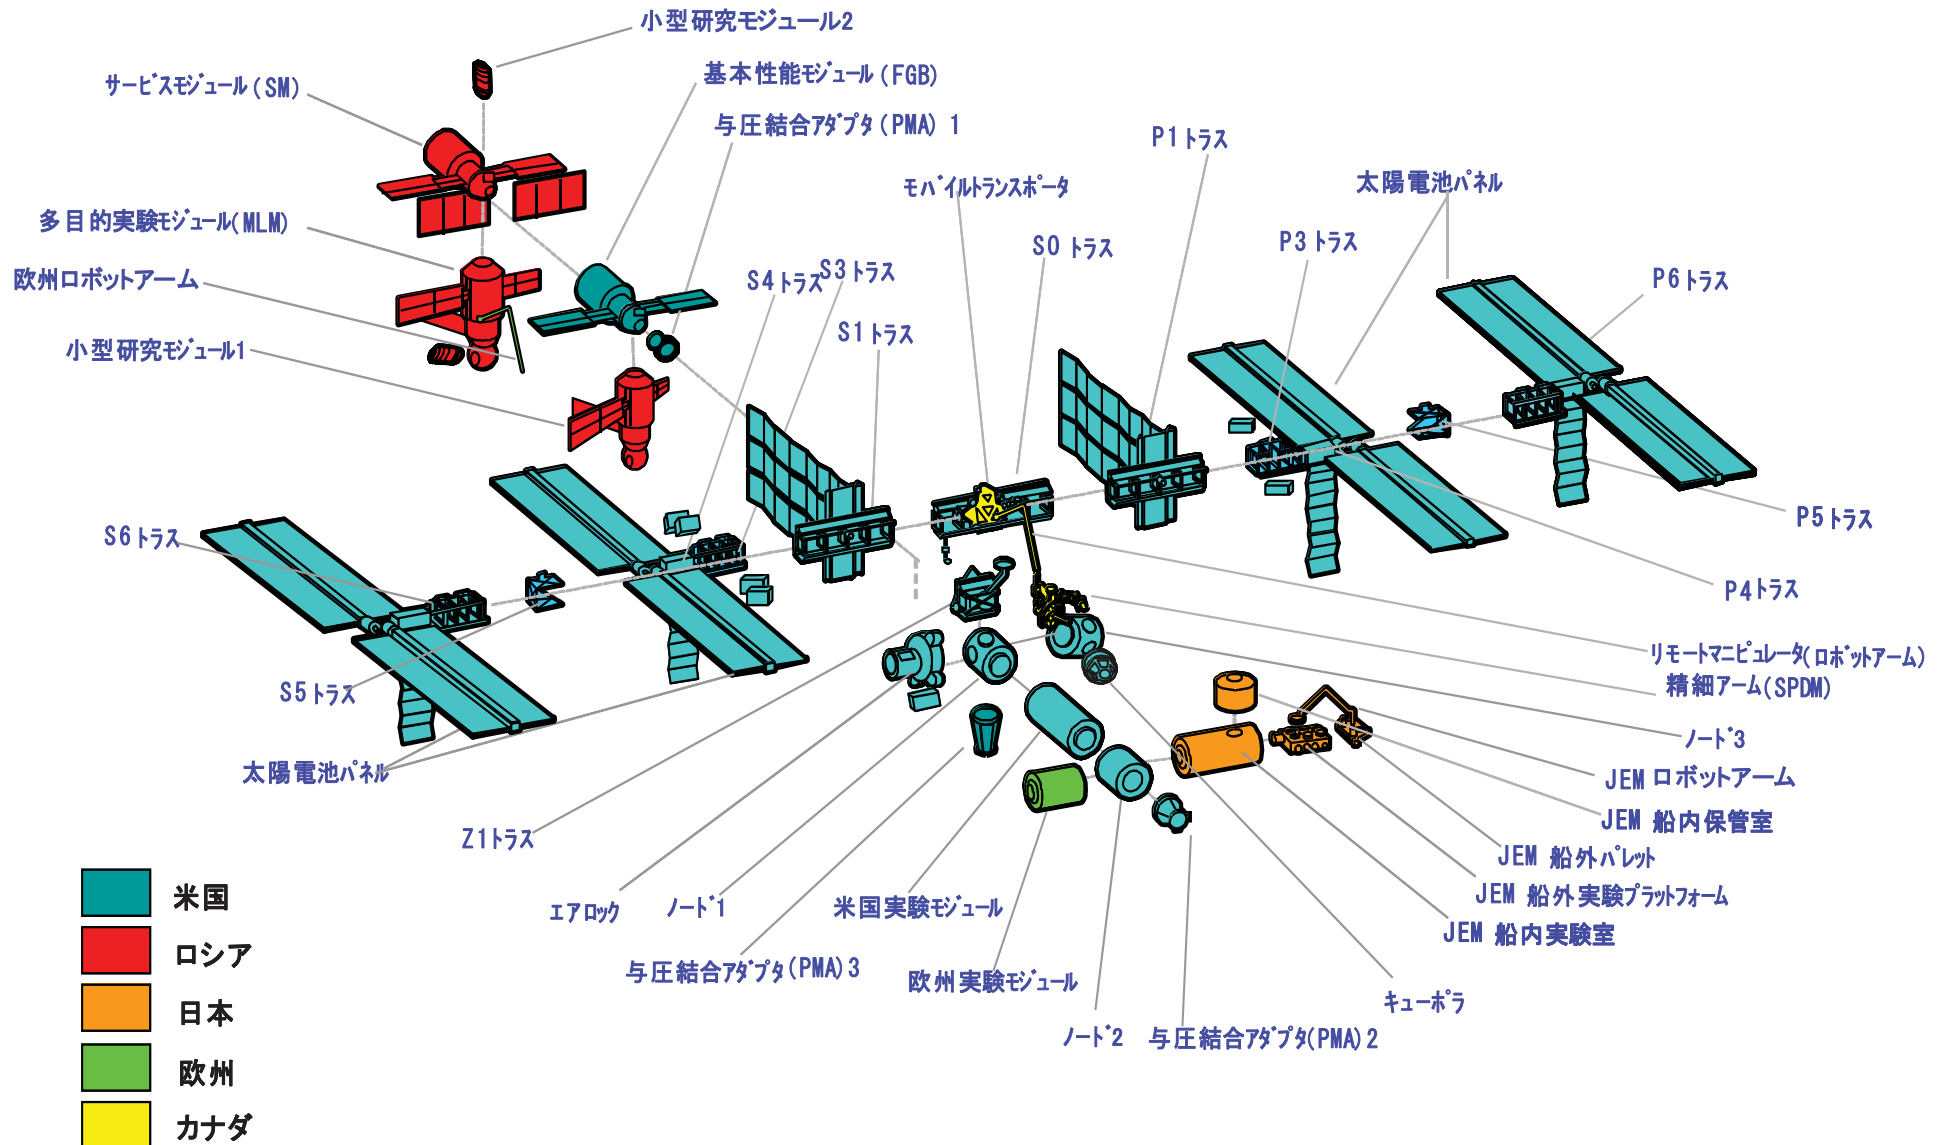 小型研究モジュール2
サービスモジュール(SM)
基本性能モジュール(FGB)
与圧結合アダプタ(PMA) 1
P1トラス
モバイルトランスポータ
太陽電池パネル
多目的実験モジュール(MLM)
S0 トラス
P3 トラス
欧州ロボットアーム
S4 トラス
S3 トラス
P6トラス
S1 トラス
小型研究モジュール1
S6トラス
P5トラス
P4トラス
リモートマニピュレータ(ロボットアーム)
精細アーム(SPDM)
S5トラス
ノード3
太陽電池パネル
JEM ロボットアーム
JEM 船内保管室
Z1トラス
JEM 船外パレット
JEM 船外実験プラットフォーム
エアロック
ノード1
米国実験モジュール
JEM 船内実験室
与圧結合アダプタ(PMA)3
欧州実験モジュール
キューポラ
ノード2
与圧結合アダプタ(PMA)2
米国
ロシア
日本
欧州
カナダ